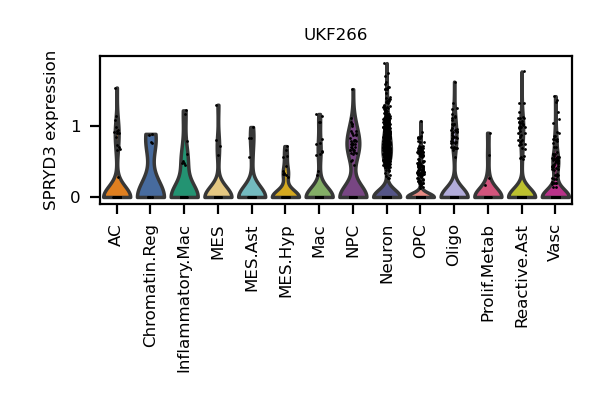 UKF266
SPRYD3 expression
1
0
AC
Chromatin.Reg
Inflammatory.Mac
MES
MES.Ast
MES.Hyp
Mac
NPC
Neuron
OPC
Oligo
Prolif.Metab
Reactive.Ast
Vasc